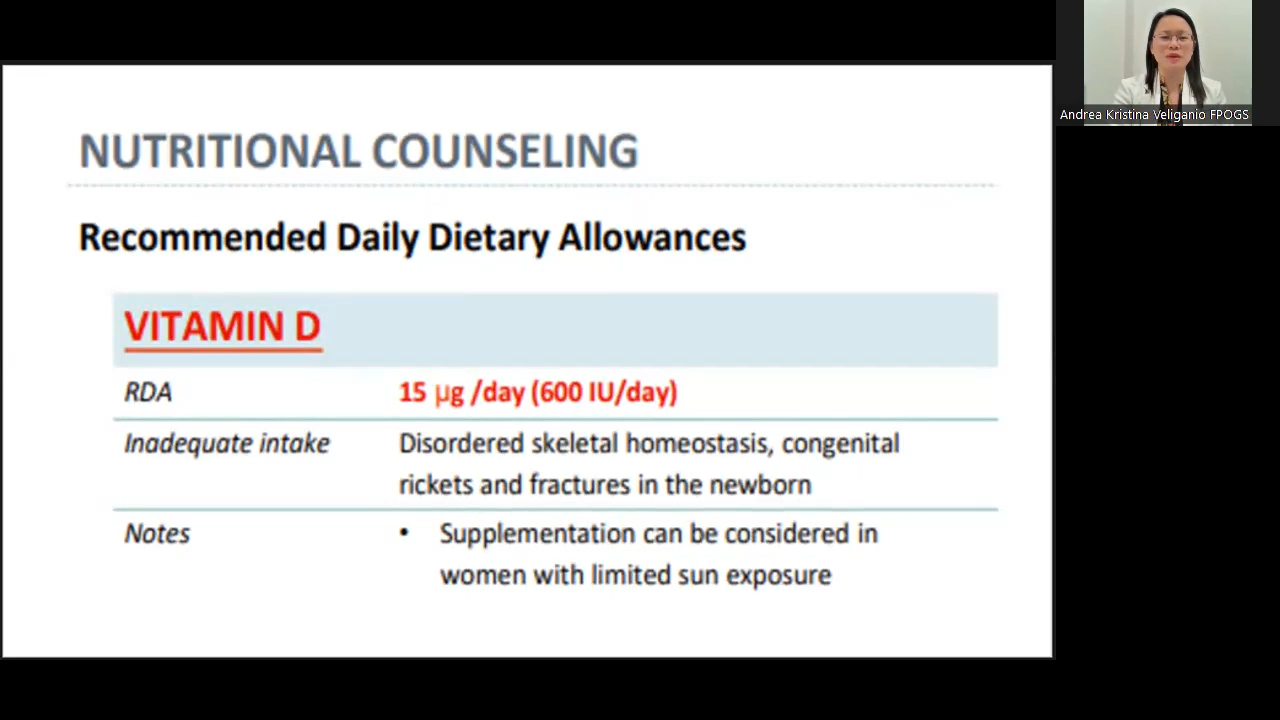 NUTRITIONAL COUNSELING
Recommended Daily Dietary Allowances
VITAMIN D
RDA 15 µg /day (600 IU/day)
Inadequate intake Disordered skeletal homeostasis, congenital
rickets and fractures in the newborn
Notes • Supplementation can be considered in
women with limited sun exposure
Andrea Kristina Veliganio FPOGS